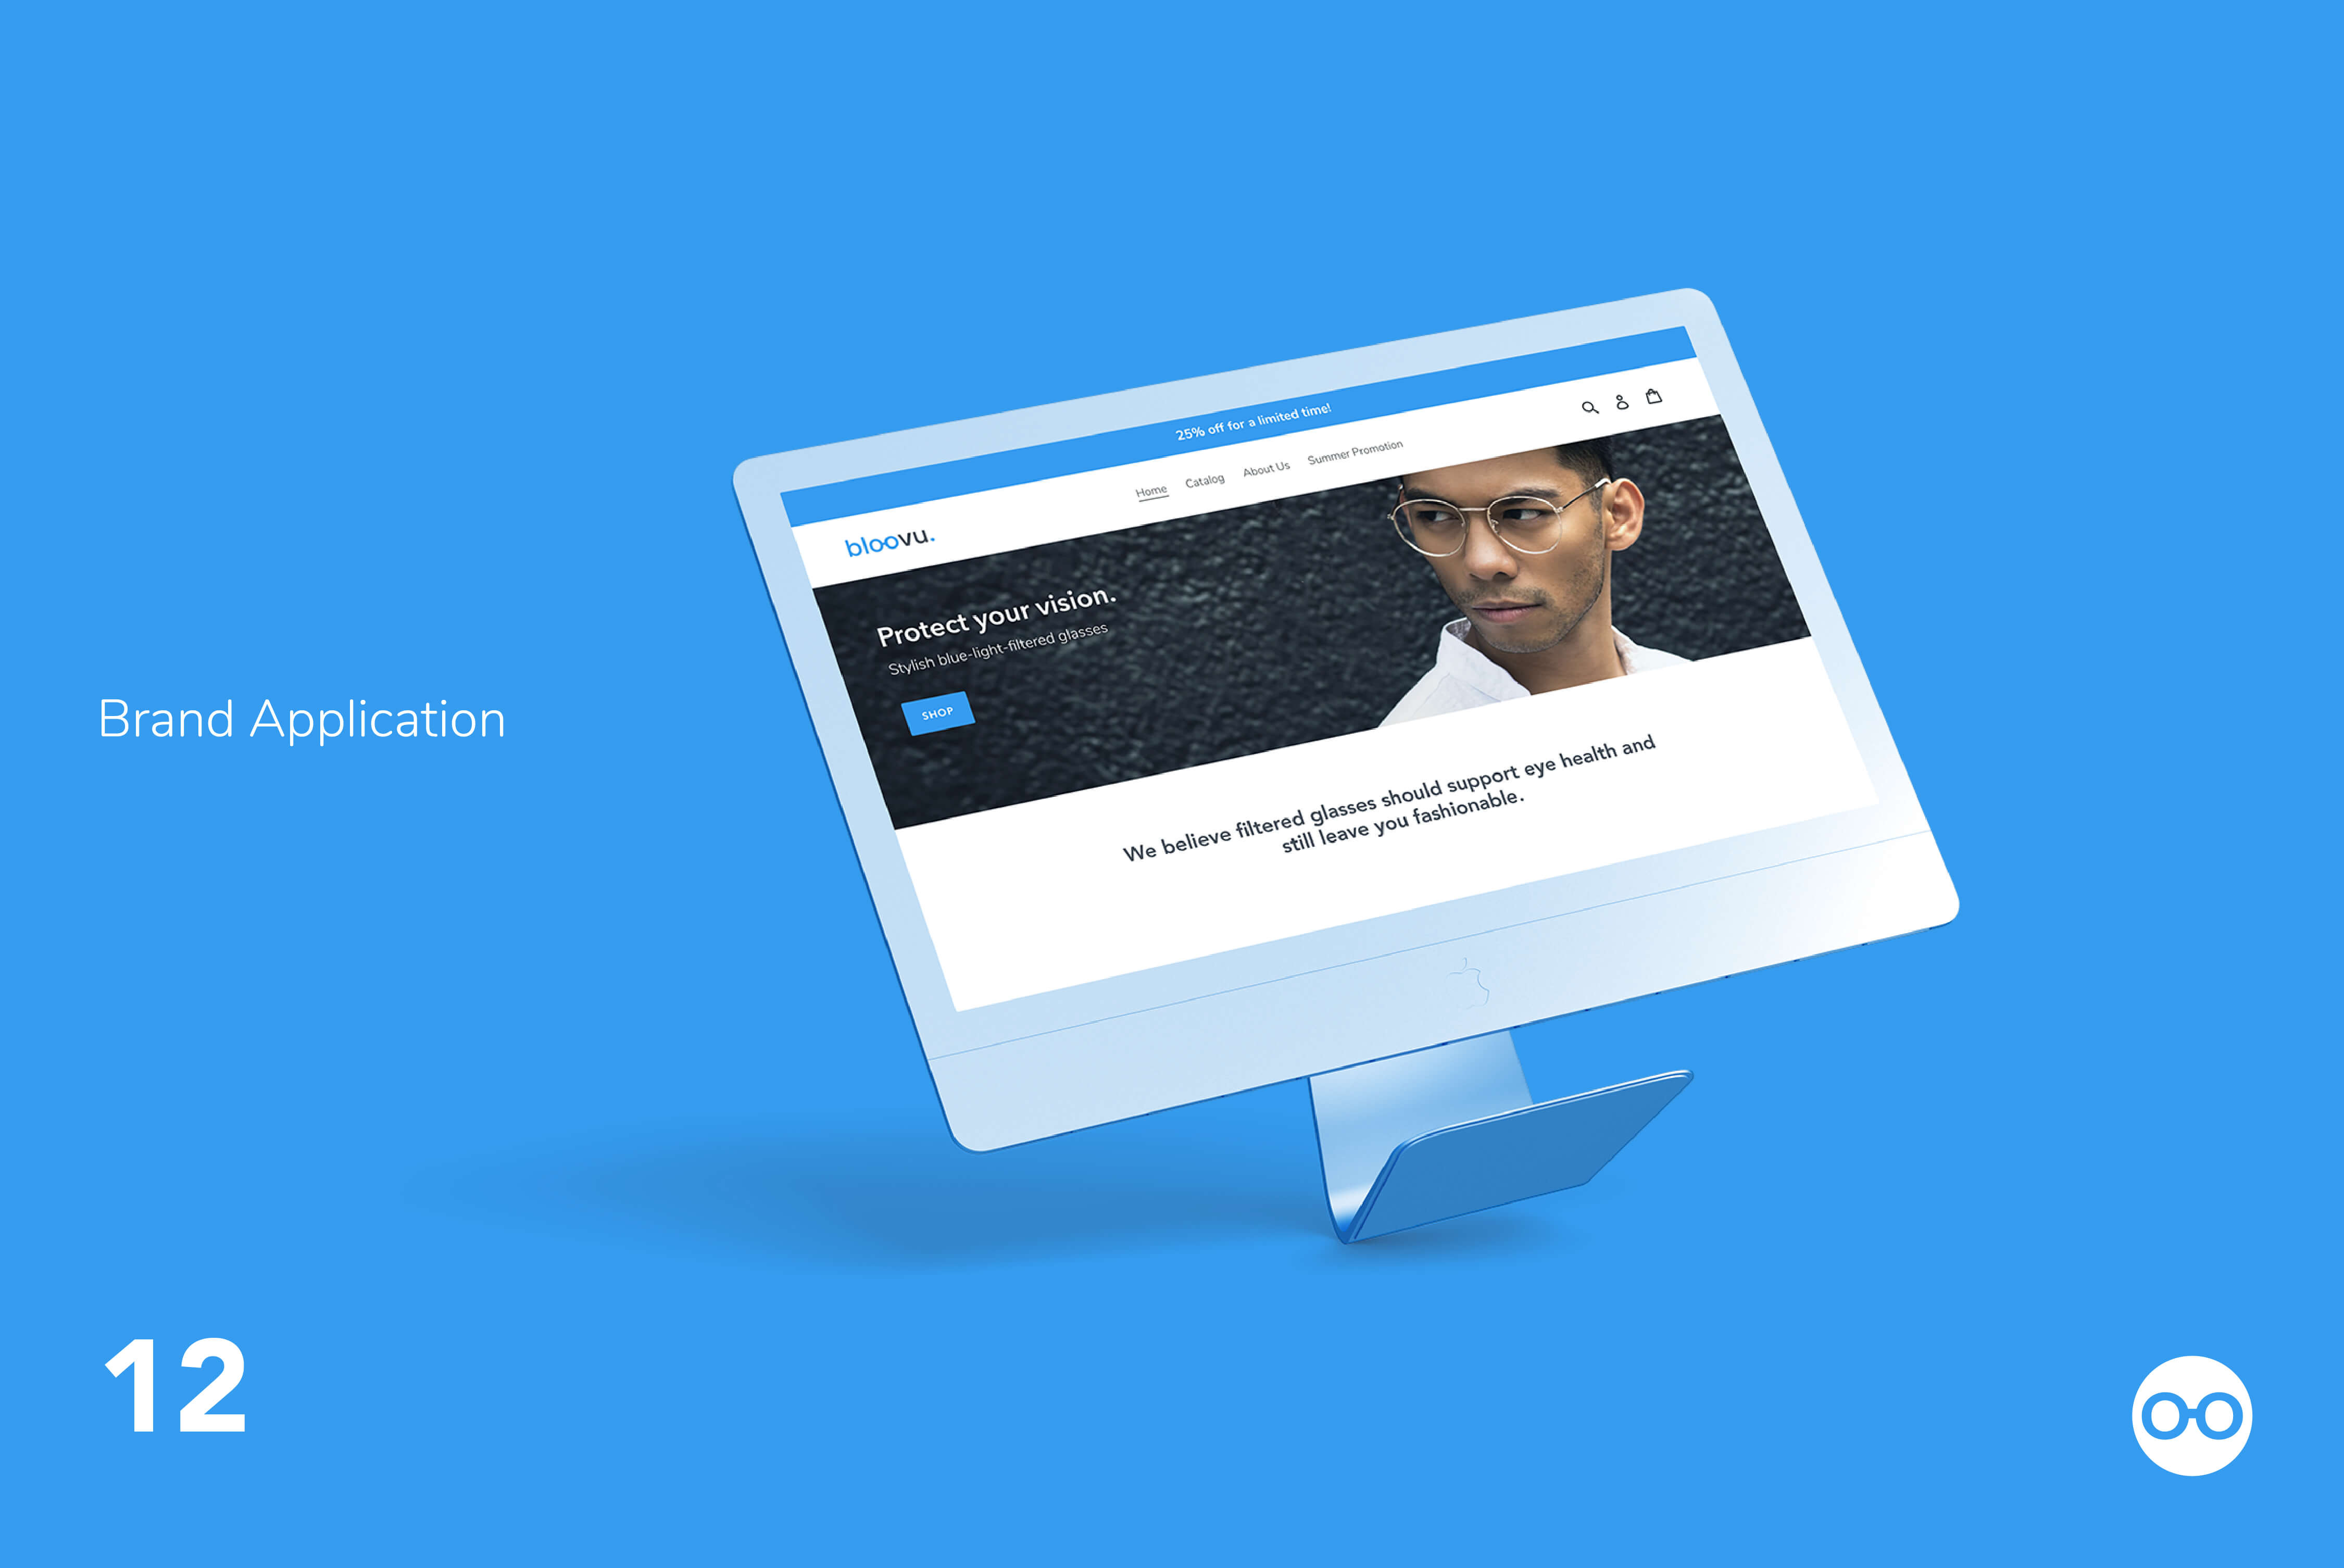 25% off for a limited time!
bloovu.
Home Catalog About Us Summer Promotion
Protect your vision.
Stylish blue-light-filtered glasses
SHOP
We believe filtered glasses should support eye health and
still leave you fashionable.
Brand Application
12